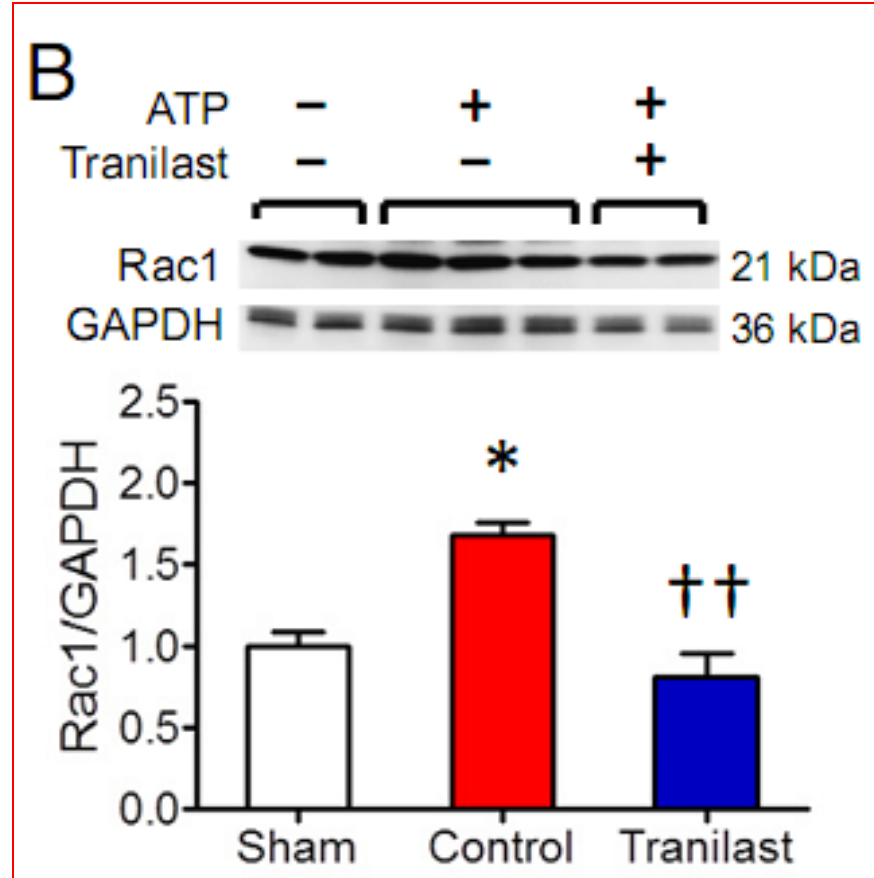 B
ATP − + +
Tranilast − − +
Rac1 21 kDa
GAPDH 36 kDa
Rac1/GAPDH
2.5
2.0
1.5
1.0
0.5
0.0
*
††
Sham Control Tranilast